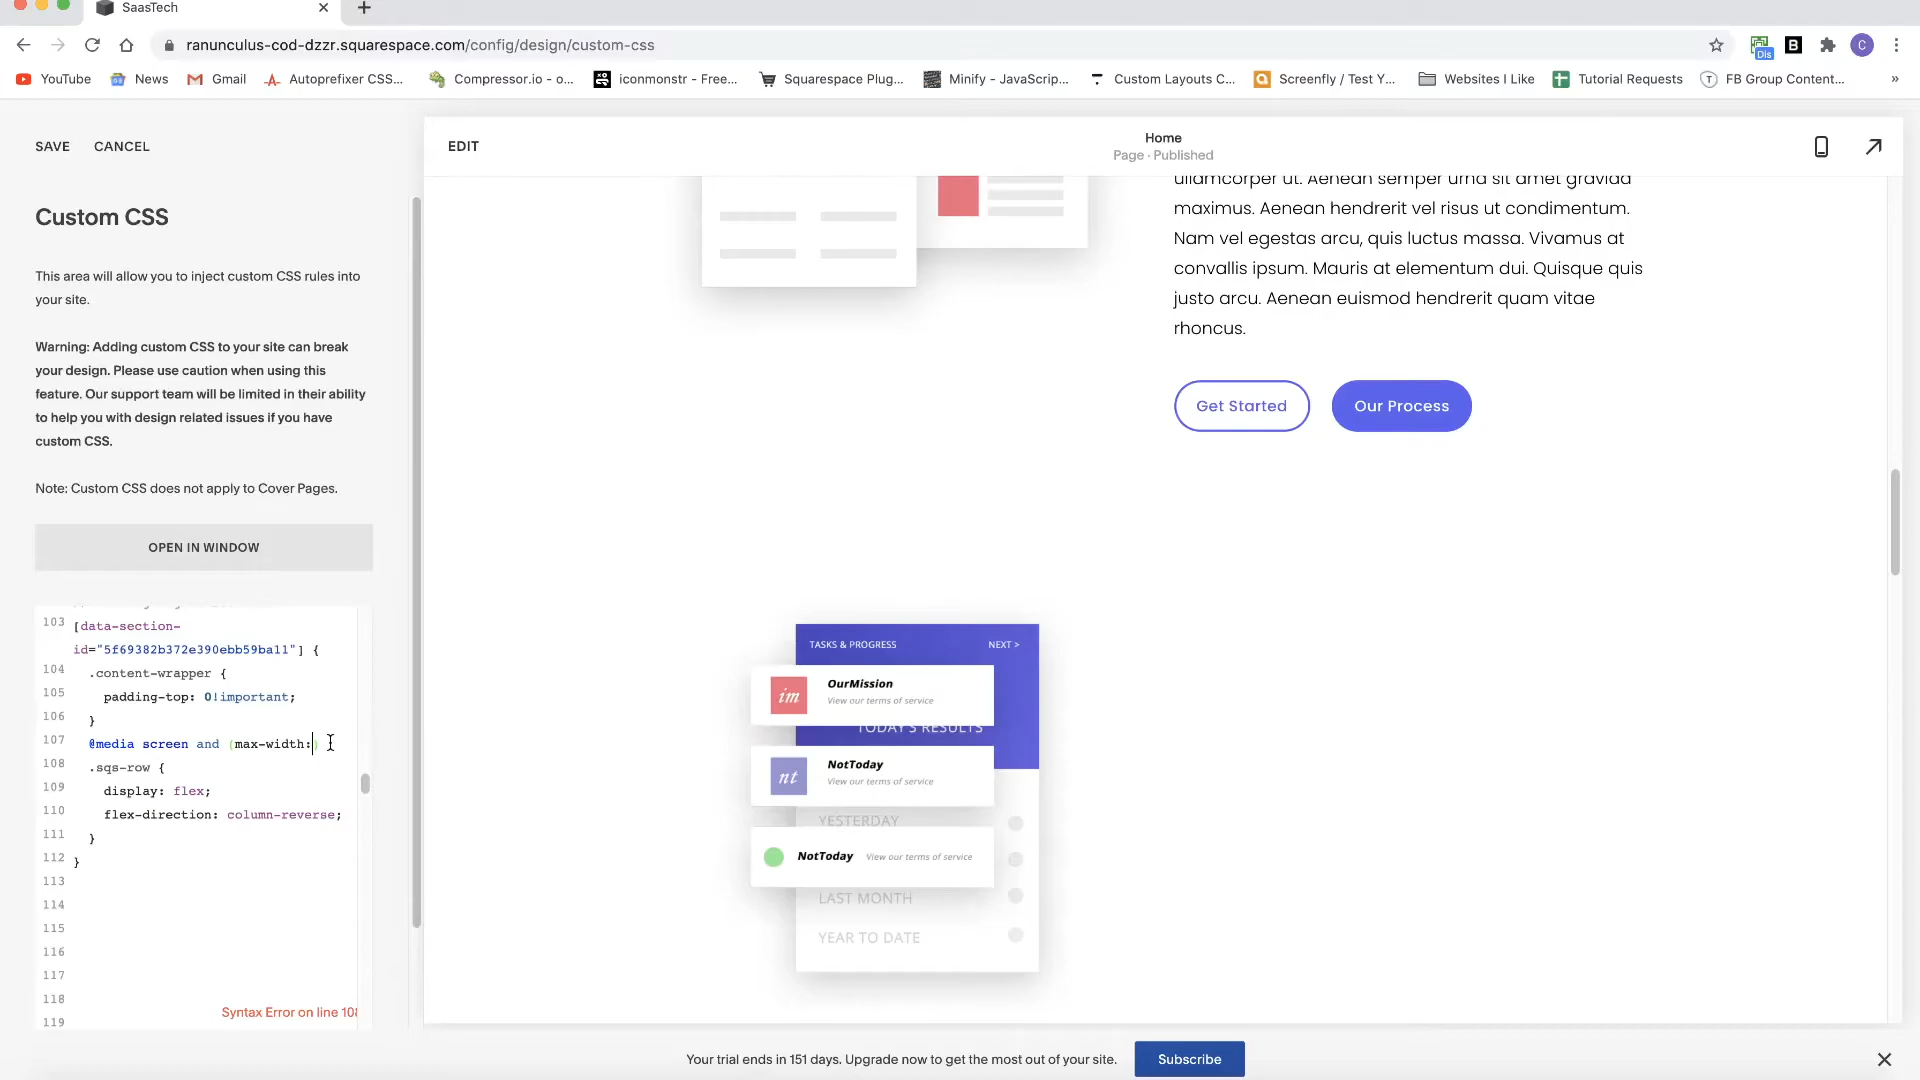 SaasTech
ranunculus-cod-dzzr.squarespace.com/config/design/custom-css
C
Dis
B
YouTube
News
Gmail
Autoprefixer CSS...
Compressor.io - o...
iconmonstr - Free...
Squarespace Plug...
Minify - JavaScrip...
Custom Layouts C...
Screenfly / Test Y...
Websites I Like
Tutorial Requests
FB Group Content...
»
SAVE
CANCEL
EDIT
Home
Page · Published
Custom CSS
This area will allow you to inject custom CSS rules into
your site.
Warning: Adding custom CSS to your site can break
your design. Please use caution when using this
feature. Our support team will be limited in their ability
to help you with design related issues if you have
custom CSS.
Note: Custom CSS does not apply to Cover Pages.
OPEN IN WINDOW
103 [data-section-
id="5f69382b372e390ebb59ba11"] {
104 .content-wrapper {
105 padding-top: 0!important;
106 }
107 @media screen and (max-width:)
108 .sqs-row {
109 display: flex;
110 flex-direction: column-reverse;
111 }
112 }
113
114
115
116
117
118
119
Syntax Error on line 108
ullamcorper ut. Aenean semper urna sit amet gravida
maximus. Aenean hendrerit vel risus ut condimentum.
Nam vel egestas arcu, quis luctus massa. Vivamus at
convallis ipsum. Mauris at elementum dui. Quisque quis
justo arcu. Aenean euismod hendrerit quam vitae
rhoncus.
Get Started
Our Process
TASKS & PROGRESS
NEXT >
im
OurMission
View our terms of service
TODAY'S RESULTS
nt
NotToday
View our terms of service
YESTERDAY
NotToday
View our terms of service
LAST MONTH
YEAR TO DATE
Your trial ends in 151 days. Upgrade now to get the most out of your site.
Subscribe